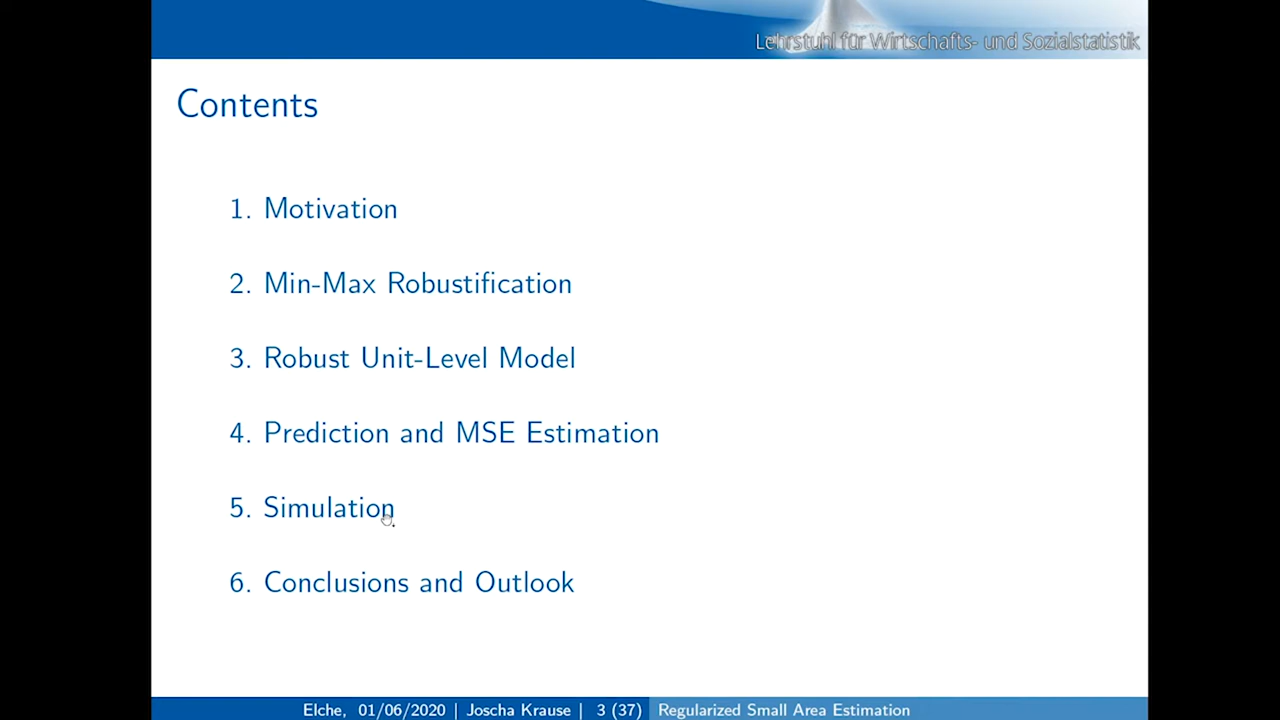 Lehrstuhl für Wirtschafts- und Sozialstatistik
Contents
1. Motivation
2. Min-Max Robustification
3. Robust Unit-Level Model
4. Prediction and MSE Estimation
5. Simulation
6. Conclusions and Outlook
Elche, 01/06/2020 | Joscha Krause | 3 (37) Regularized Small Area Estimation